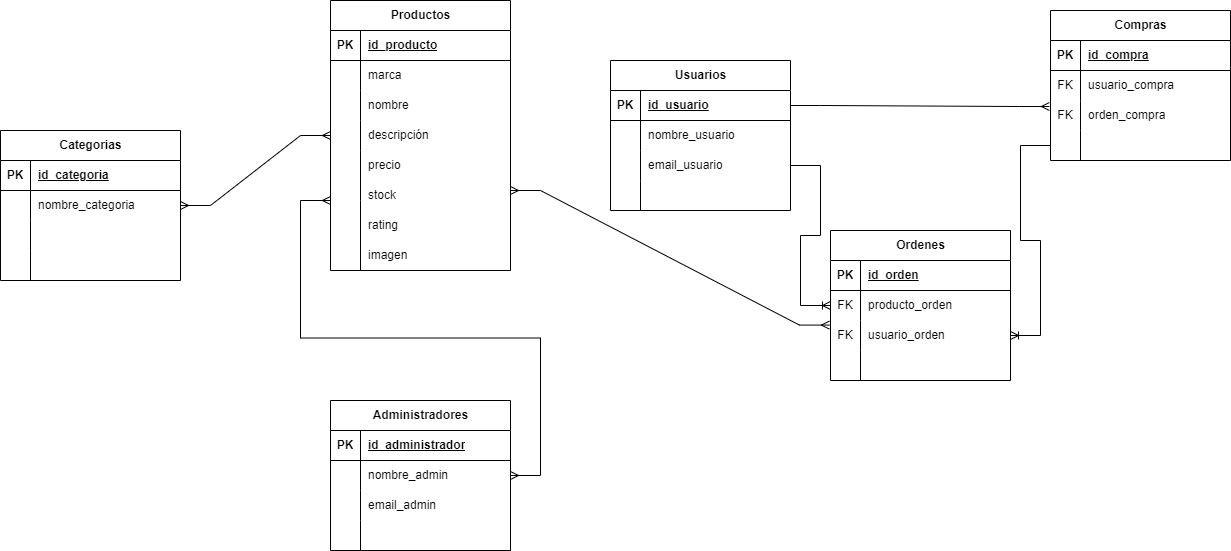 Productos
PK id_producto
marca
nombre
descripción
precio
stock
rating
imagen
Categorias
PK id_categoria
nombre_categoria
Usuarios
PK id_usuario
nombre_usuario
email_usuario
Compras
PK id_compra
FK usuario_compra
FK orden_compra
Ordenes
PK id_orden
FK producto_orden
FK usuario_orden
Administradores
PK id_administrador
nombre_admin
email_admin